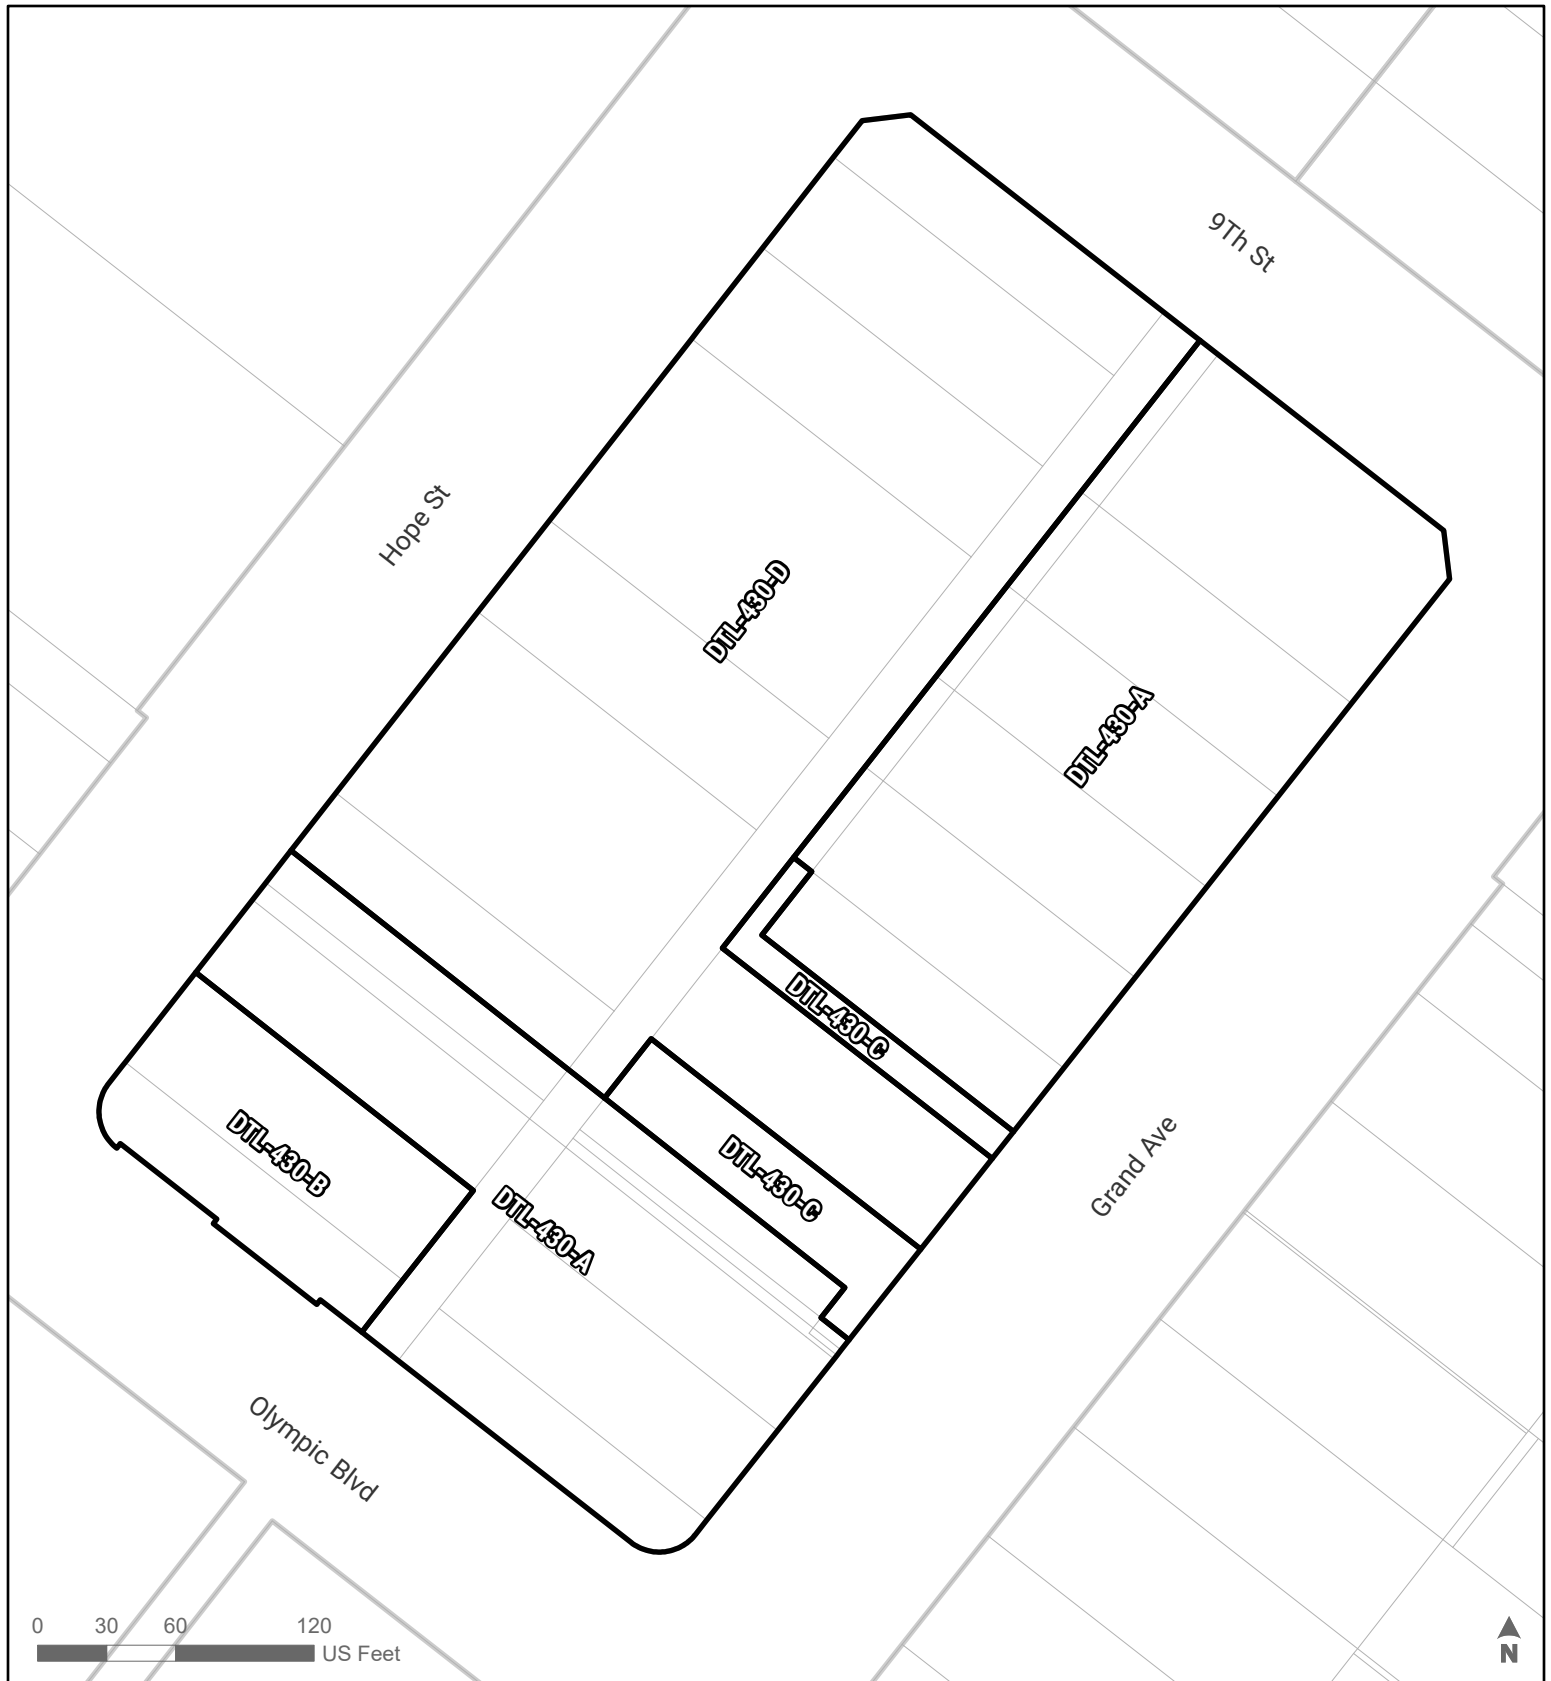 9Th St
Hope St
DTL-430-D
DTL-430-A
DTL-430-C
DTL-430-C
DTL-430-B
DTL-430-A
Grand Ave
Olympic Blvd
0 30 60 120
US Feet
N